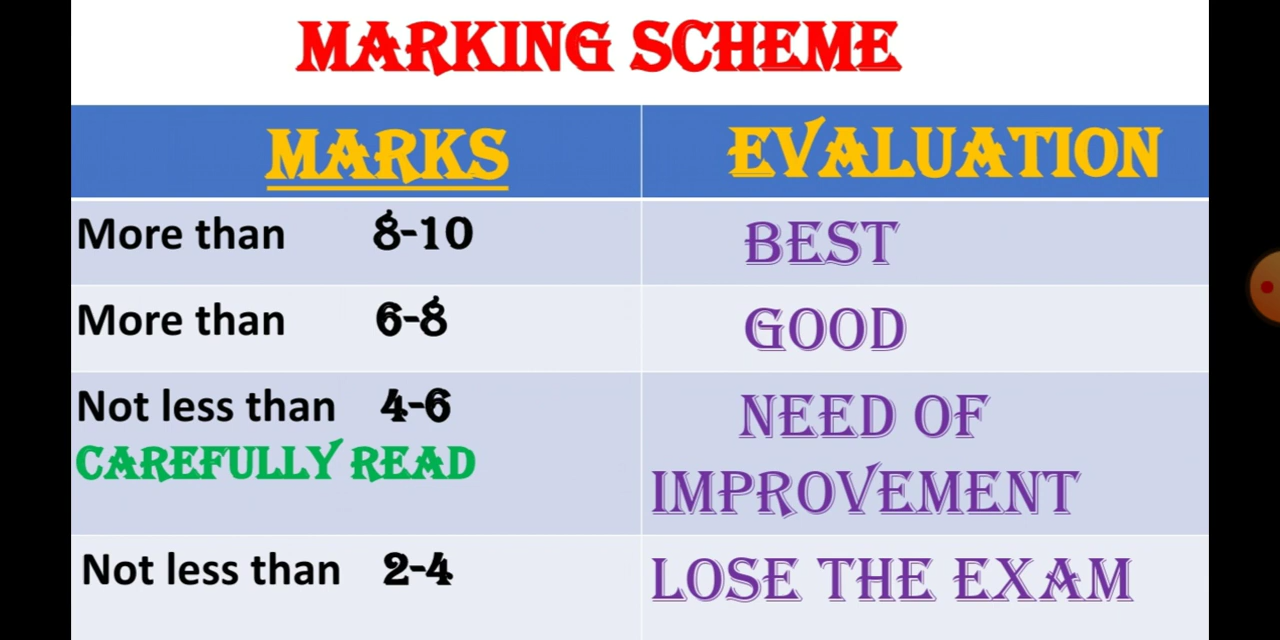 MARKING SCHEME
MARKS EVALUATION
More than 8-10 BEST
More than 6-8 GOOD
Not less than 4-6 NEED OF
CAREFULLY READ IMPROVEMENT
Not less than 2-4 LOSE THE EXAM